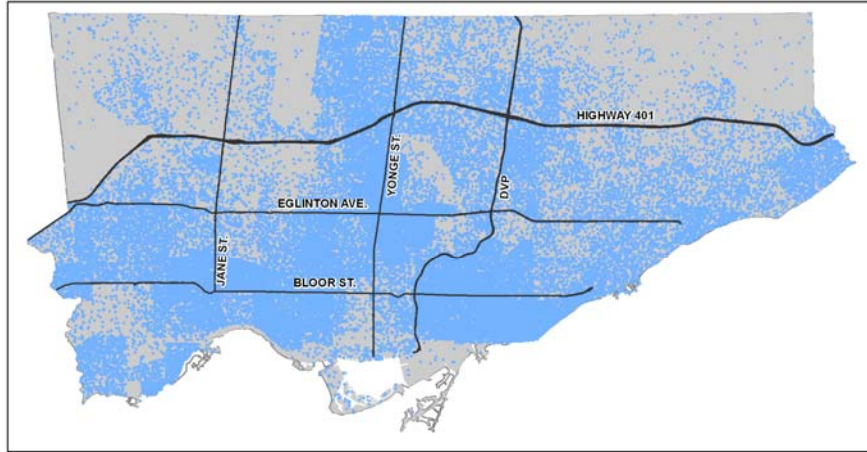 HIGHWAY 401
YONGE ST.
DVP
EGLINTON AVE.
JANE ST.
BLOOR ST.